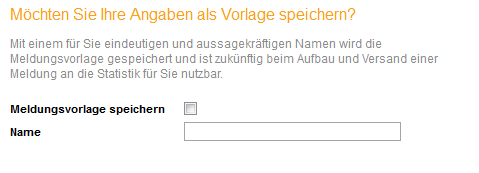 Möchten Sie Ihre Angaben als Vorlage speichern?
Mit einem für Sie eindeutigen und aussagekräftigen Namen wird die
Meldungsvorlage gespeichert und ist zukünftig beim Aufbau und Versand einer
Meldung an die Statistik für Sie nutzbar.
Meldungsvorlage speichern
Name